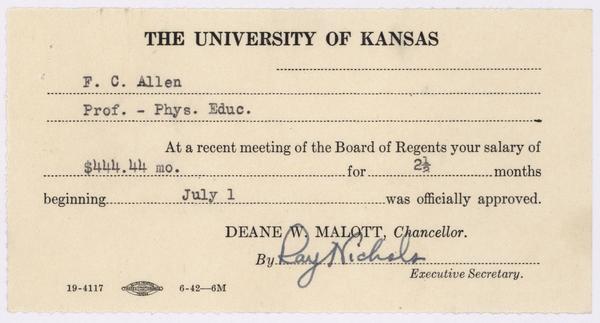 THE UNIVERSITY OF KANSAS
F. C. Allen
Prof. - Phys. Educ.
At a recent meeting of the Board of Regents your salary of
$444.44 mo. for 2½ months
beginning July 1 was officially approved.
DEANE W. MALOTT, Chancellor.
By Ray Nichols
Executive Secretary.
19-4117 6-42—6M